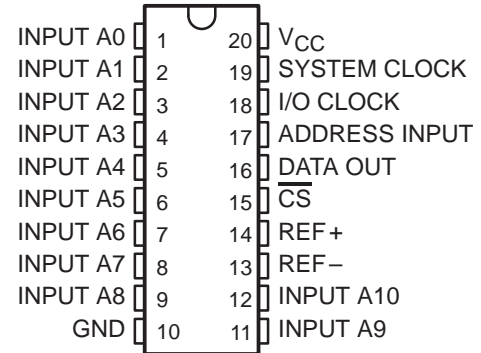 INPUT A0 1 20 VCC
INPUT A1 2 19 SYSTEM CLOCK
INPUT A2 3 18 I/O CLOCK
INPUT A3 4 17 ADDRESS INPUT
INPUT A4 5 16 DATA OUT
INPUT A5 6 15 C̅S̅
INPUT A6 7 14 REF+
INPUT A7 8 13 REF–
INPUT A8 9 12 INPUT A10
GND 10 11 INPUT A9